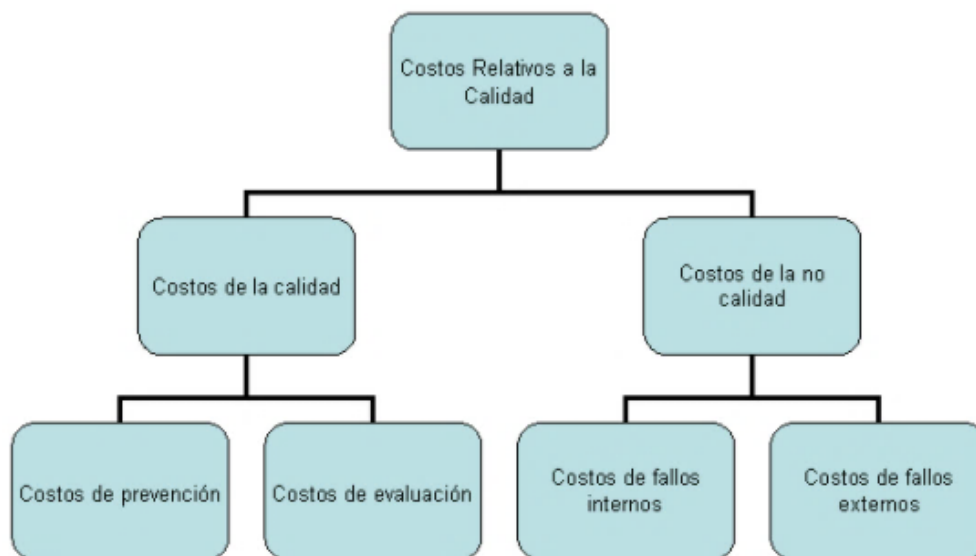 Costos Relativos a la
Calidad
Costos de la calidad
Costos de la no
calidad
Costos de prevención
Costos de evaluación
Costos de fallos
internos
Costos de fallos
externos